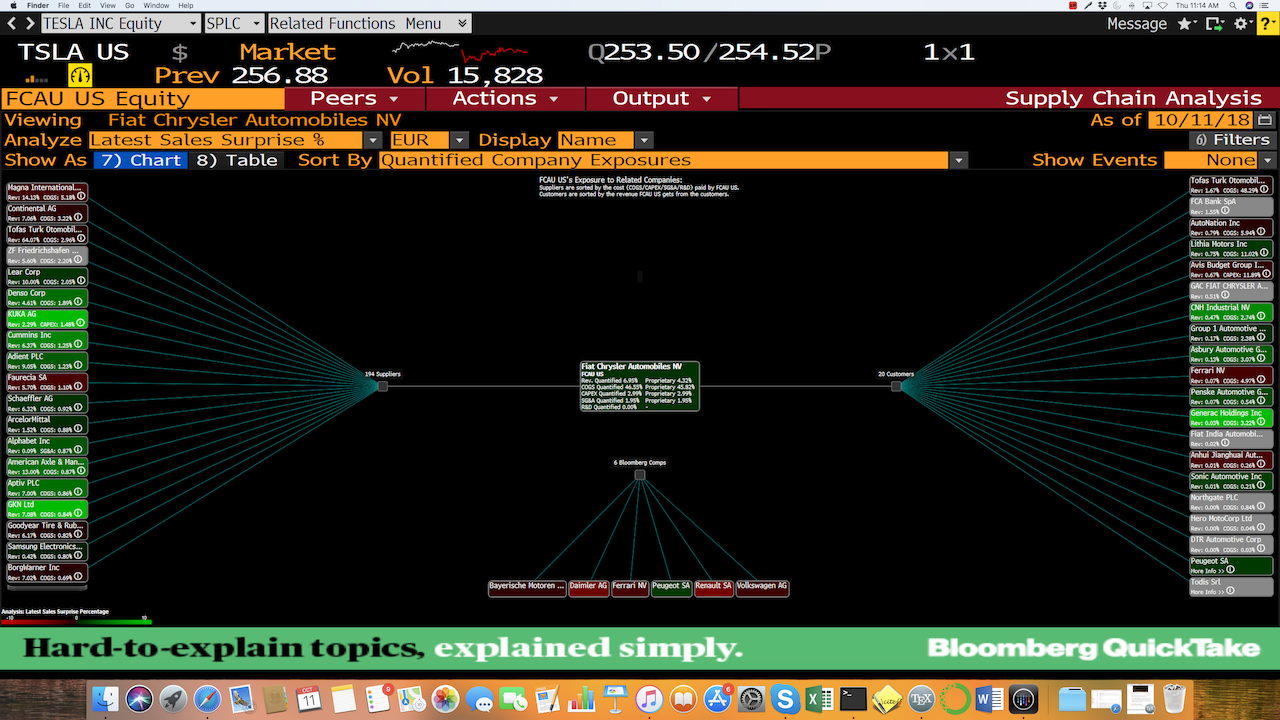 Finder File Edit View Go Window Help Thu 11:14 AM
TESLA INC Equity SPLC Related Functions Menu Message
TSLA US $ Market Q253.50/254.52P 1x1
Prev 256.88 Vol 15,828
FCAU US Equity Peers Actions Output Supply Chain Analysis
Viewing Fiat Chrysler Automobiles NV As of 10/11/18
Analyze Latest Sales Surprise % EUR Display Name 6) Filters
Show As 7) Chart 8) Table Sort By Quantified Company Exposures Show Events None
FCAU US's Exposure to Related Companies:
Suppliers are sorted by the cost (COGS/CAPEX/SG&A/R&D) paid by FCAU US.
Customers are sorted by the revenue FCAU US gets from the customers.
Magna International...
Rev: 14.13% COGS: 5.18%
Continental AG
Rev: 7.06% COGS: 3.22%
Tofas Turk Otomobil...
Rev: 64.07% COGS: 2.96%
ZF Friedrichshafen ...
Rev: 5.60% COGS: 2.20%
Lear Corp
Rev: 10.00% COGS: 2.05%
Denso Corp
Rev: 4.61% COGS: 1.89%
KUKA AG
Rev: 2.29% CAPEX: 1.48%
Cummins Inc
Rev: 6.37% COGS: 1.25%
Adient PLC
Rev: 9.05% COGS: 1.23%
Faurecia SA
Rev: 5.70% COGS: 1.10%
Schaeffler AG
Rev: 6.32% COGS: 0.92%
ArcelorMittal
Rev: 1.52% COGS: 0.88%
Alphabet Inc
Rev: 0.09% SG&A: 0.87%
American Axle & Man...
Rev: 13.00% COGS: 0.87%
Aptiv PLC
Rev: 7.00% COGS: 0.86%
GKN Ltd
Rev: 7.08% COGS: 0.84%
Goodyear Tire & Rub...
Rev: 6.17% COGS: 0.82%
Samsung Electronics...
Rev: 0.42% COGS: 0.80%
BorgWarner Inc
Rev: 7.02% COGS: 0.69%
194 Suppliers
Fiat Chrysler Automobiles NV
FCAU US
Rev. Quantified 6.95% Proprietary 4.32%
COGS Quantified 46.55% Proprietary 45.82%
CAPEX Quantified 2.99% Proprietary 2.99%
SG&A Quantified 1.95% Proprietary 1.95%
R&D Quantified 0.00% -
20 Customers
6 Bloomberg Comps
Bayerische Motoren ... Daimler AG Ferrari NV Peugeot SA Renault SA Volkswagen AG
Tofas Turk Otomobil...
Rev: 1.67% COGS: 48.29%
FCA Bank SpA
Rev: 1.55%
AutoNation Inc
Rev: 0.79% COGS: 5.94%
Lithia Motors Inc
Rev: 0.75% COGS: 11.02%
Avis Budget Group I...
Rev: 0.67% CAPEX: 11.89%
GAC FIAT CHRYSLER A...
Rev: 0.51%
CNH Industrial NV
Rev: 0.47% COGS: 2.74%
Group 1 Automotive ...
Rev: 0.17% COGS: 2.38%
Asbury Automotive G...
Rev: 0.13% COGS: 3.07%
Ferrari NV
Rev: 0.07% COGS: 4.97%
Penske Automotive G...
Rev: 0.07% COGS: 0.54%
Generac Holdings Inc
Rev: 0.03% COGS: 3.22%
Fiat India Automobi...
Rev: 0.02%
Anhui Jianghuai Aut...
Rev: 0.01% COGS: 0.26%
Sonic Automotive Inc
Rev: 0.01% COGS: 0.21%
Northgate PLC
Rev: 0.00% COGS: 0.84%
Hero MotoCorp Ltd
Rev: 0.00% COGS: 0.04%
DTR Automotive Corp
Rev: 0.00% COGS: 0.03%
Peugeot SA
More Info >>
Todis Srl
More Info >>
Analysis: Latest Sales Surprise Percentage
-10 0 10
Hard-to-explain topics, explained simply. Bloomberg QuickTake
OCT
11
9
6
TEX